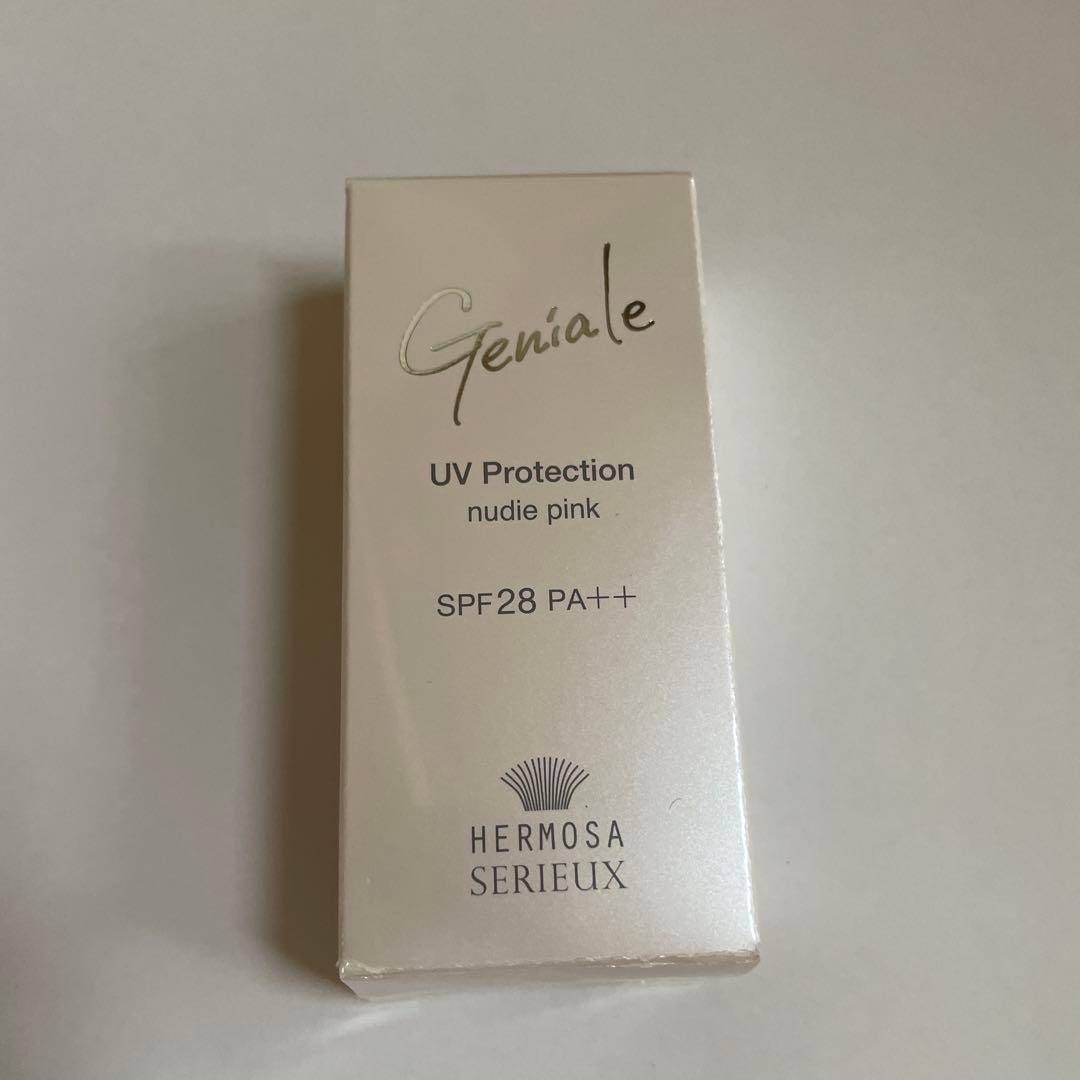 Geniale
UV Protection
nudie pink
SPF28 PA++
HERMOSA
SERIEUX